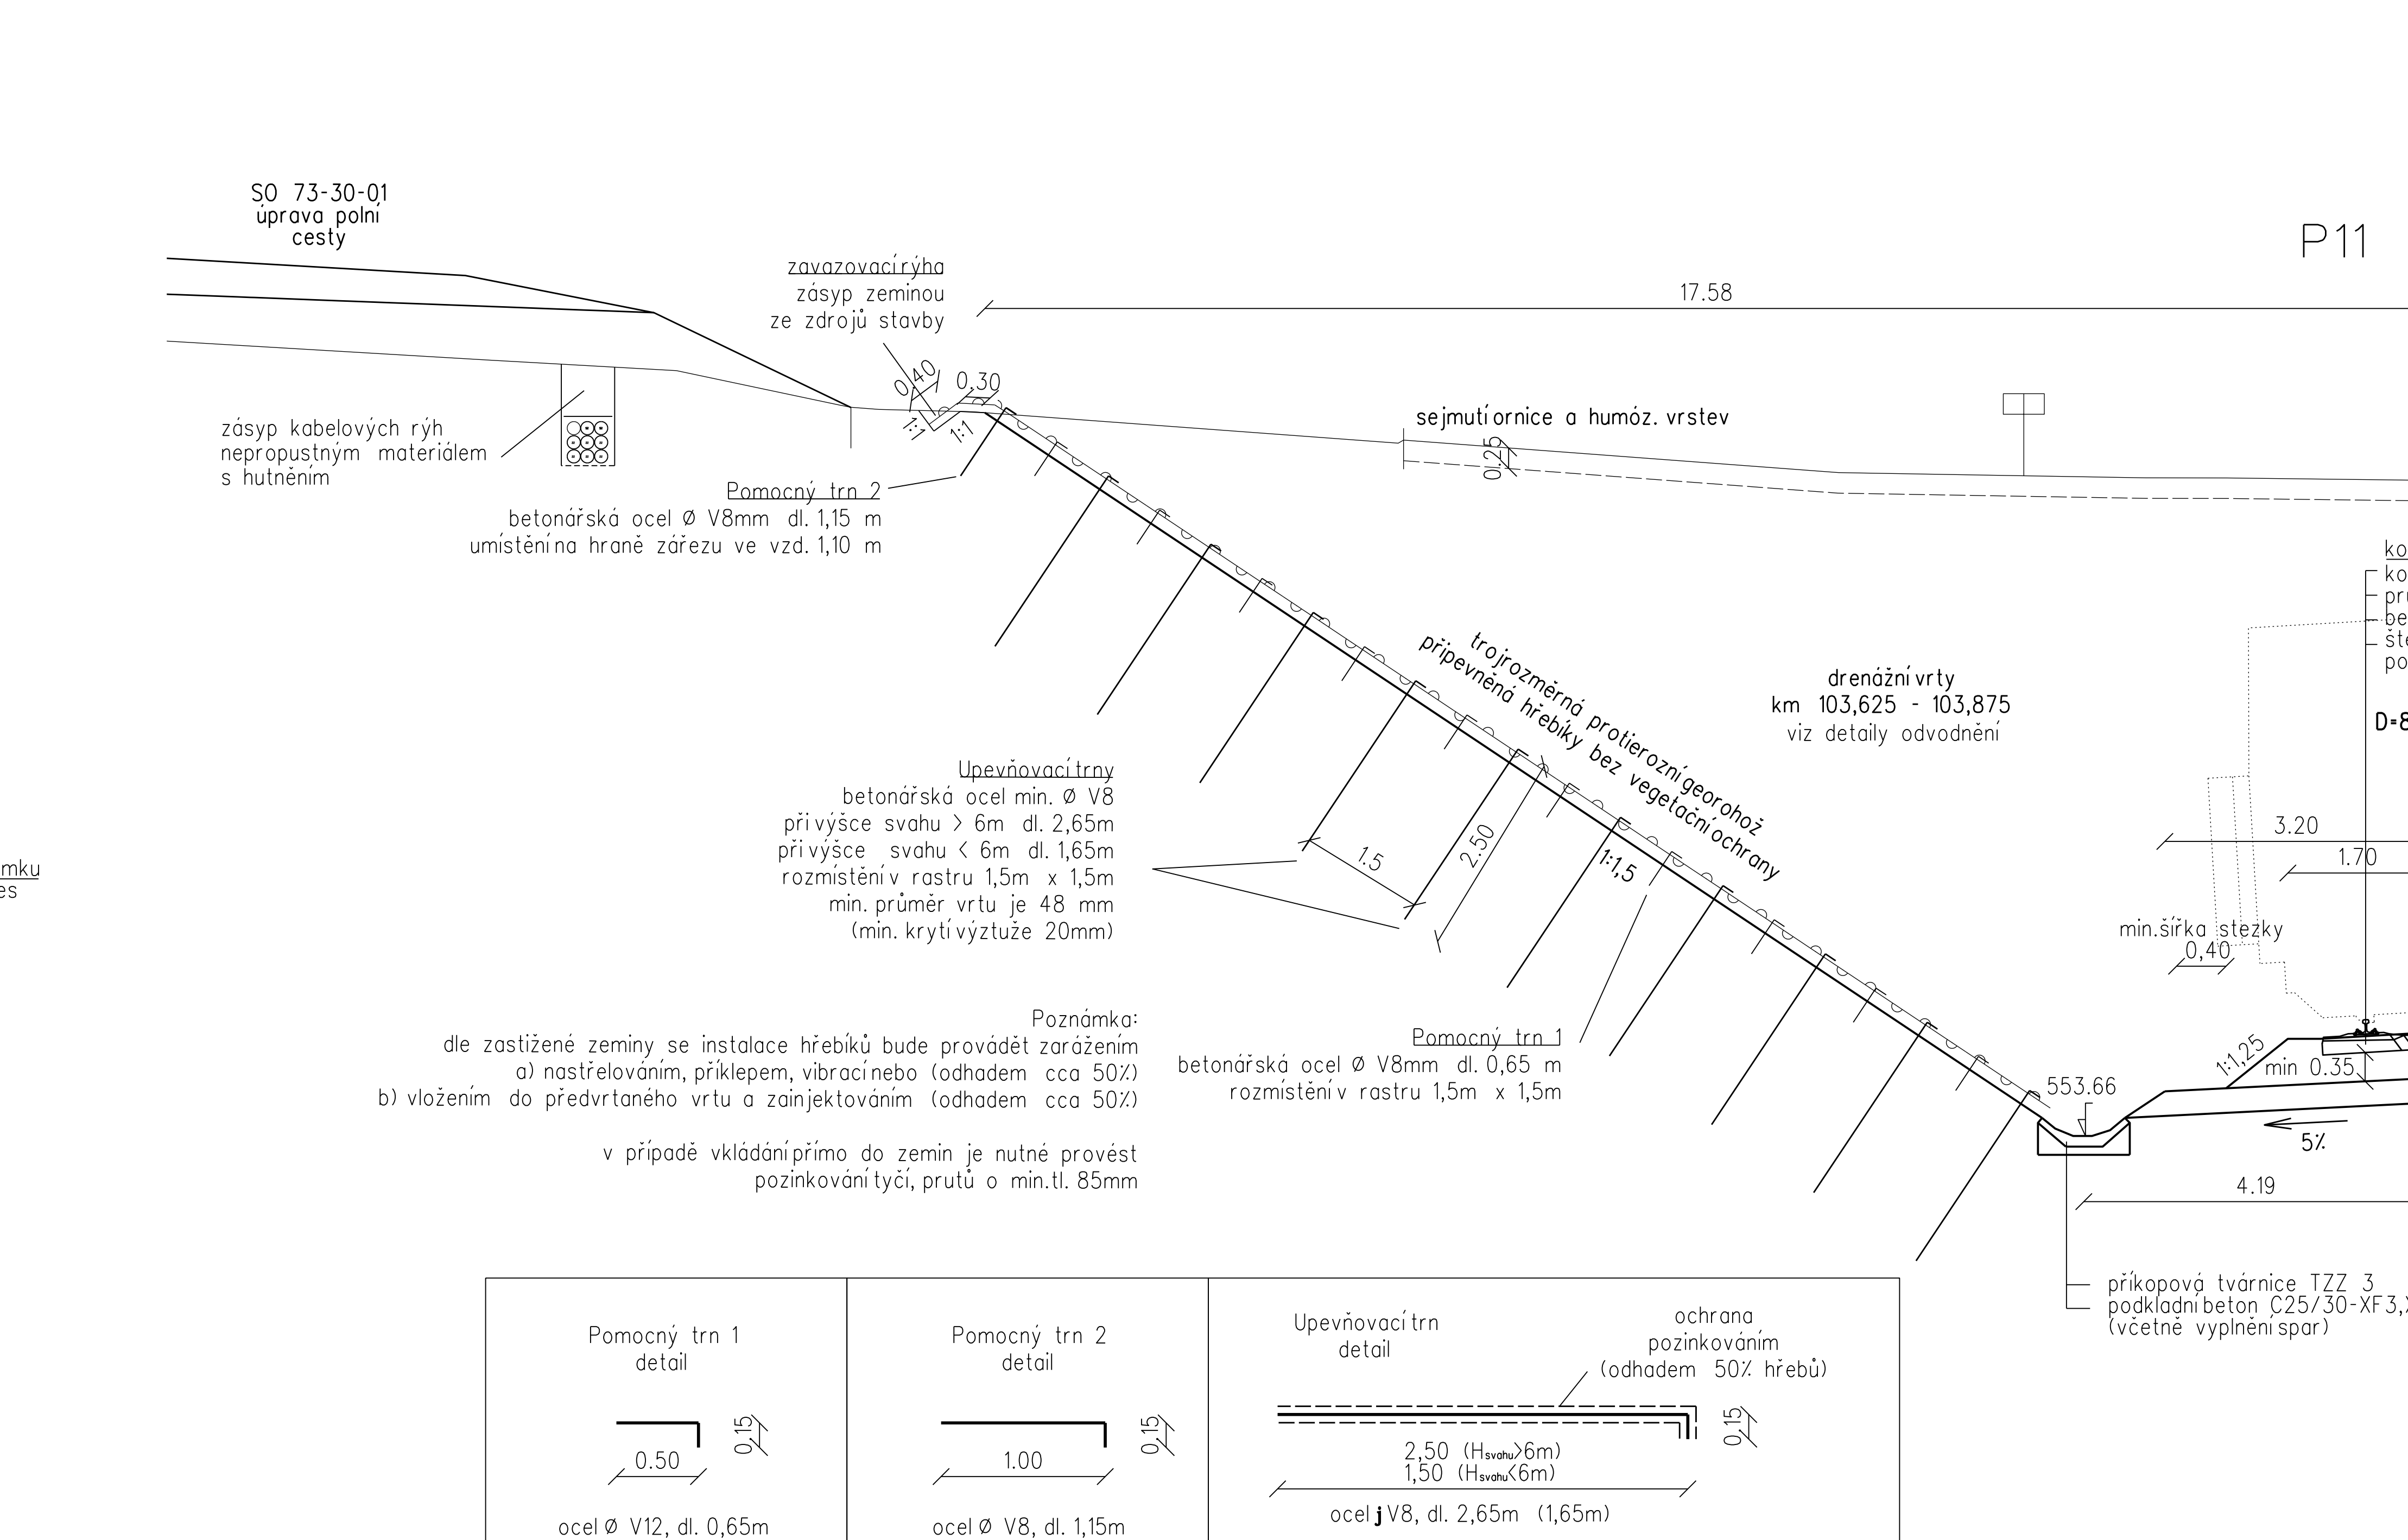 SO 73-30-01
úprava polní
cesty
P11
zavazovací rýha
zásyp zeminou
ze zdrojů stavby
17.58
0,40
0,30
1:1
1:1
sejmutí ornice a humóz. vrstev
0.25
zásyp kabelových rýh
nepropustným materiálem
s hutněním
Pomocný trn 2
betonářská ocel Ø V8mm dl. 1,15 m
umístění na hraně zářezu ve vzd. 1,10 m
trojrozměrná protierozní georohož
připevněná hřebíky bez vegetační ochrany
drenážní vrty
km 103,625 - 103,875
viz detaily odvodnění
D=8
Upevňovací trny
betonářská ocel min. Ø V8
při výšce svahu > 6m dl. 2,65m
při výšce svahu < 6m dl. 1,65m
rozmístění v rastru 1,5m x 1,5m
min. průměr vrtu je 48 mm
(min. krytí výztuže 20mm)
1.5
2.50
1:1,5
3.20
1.70
min.šířka stezky
0,40
Poznámka:
dle zastižené zeminy se instalace hřebíků bude provádět zarážením
a) nastřelováním, příklepem, vibrací nebo (odhadem cca 50%)
b) vložením do předvrtaného vrtu a zainjektováním (odhadem cca 50%)
v případě vkládání přímo do zemin je nutné provést
pozinkování tyčí, prutů o min.tl. 85mm
Pomocný trn 1
betonářská ocel Ø V8mm dl. 0,65 m
rozmístění v rastru 1,5m x 1,5m
1:1,25
min 0.35
553.66
5%
4.19
příkopová tvárnice TZZ 3
podkladní beton C25/30-XF3,
(včetně vyplnění spar)
Pomocný trn 1
detail
0,15
0.50
ocel Ø V12, dl. 0,65m
Pomocný trn 2
detail
0,15
1.00
ocel Ø V8, dl. 1,15m
Upevňovací trn
detail
ochrana
pozinkováním
(odhadem 50% hřebů)
0,15
2,50 (Hsvahu>6m)
1,50 (Hsvahu<6m)
ocel j V8, dl. 2,65m (1,65m)